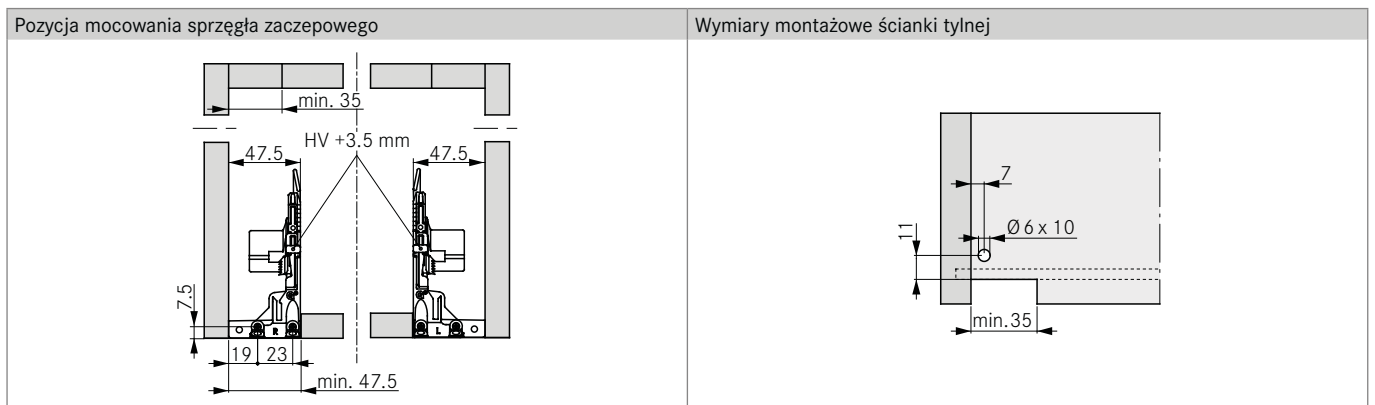 Pozycja mocowania sprzęgła zaczepowego
Wymiary montażowe ścianki tylnej
min. 35
HV +3.5 mm
47.5
47.5
7.5
R
L
19
23
min. 47.5
7
Ø 6 x 10
11
min.35